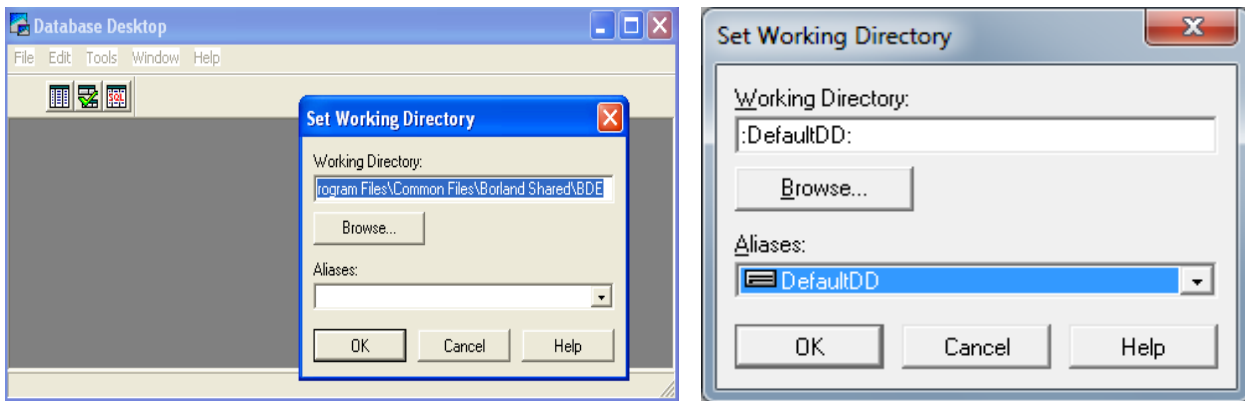 Database Desktop
File Edit Tools Window Help
SQL
Set Working Directory
Working Directory:
rogram Files\Common Files\Borland Shared\BDE
Browse...
Aliases:
OK Cancel Help
Set Working Directory
Working Directory:
:DefaultDD:
Browse...
Aliases:
DefaultDD
OK Cancel Help